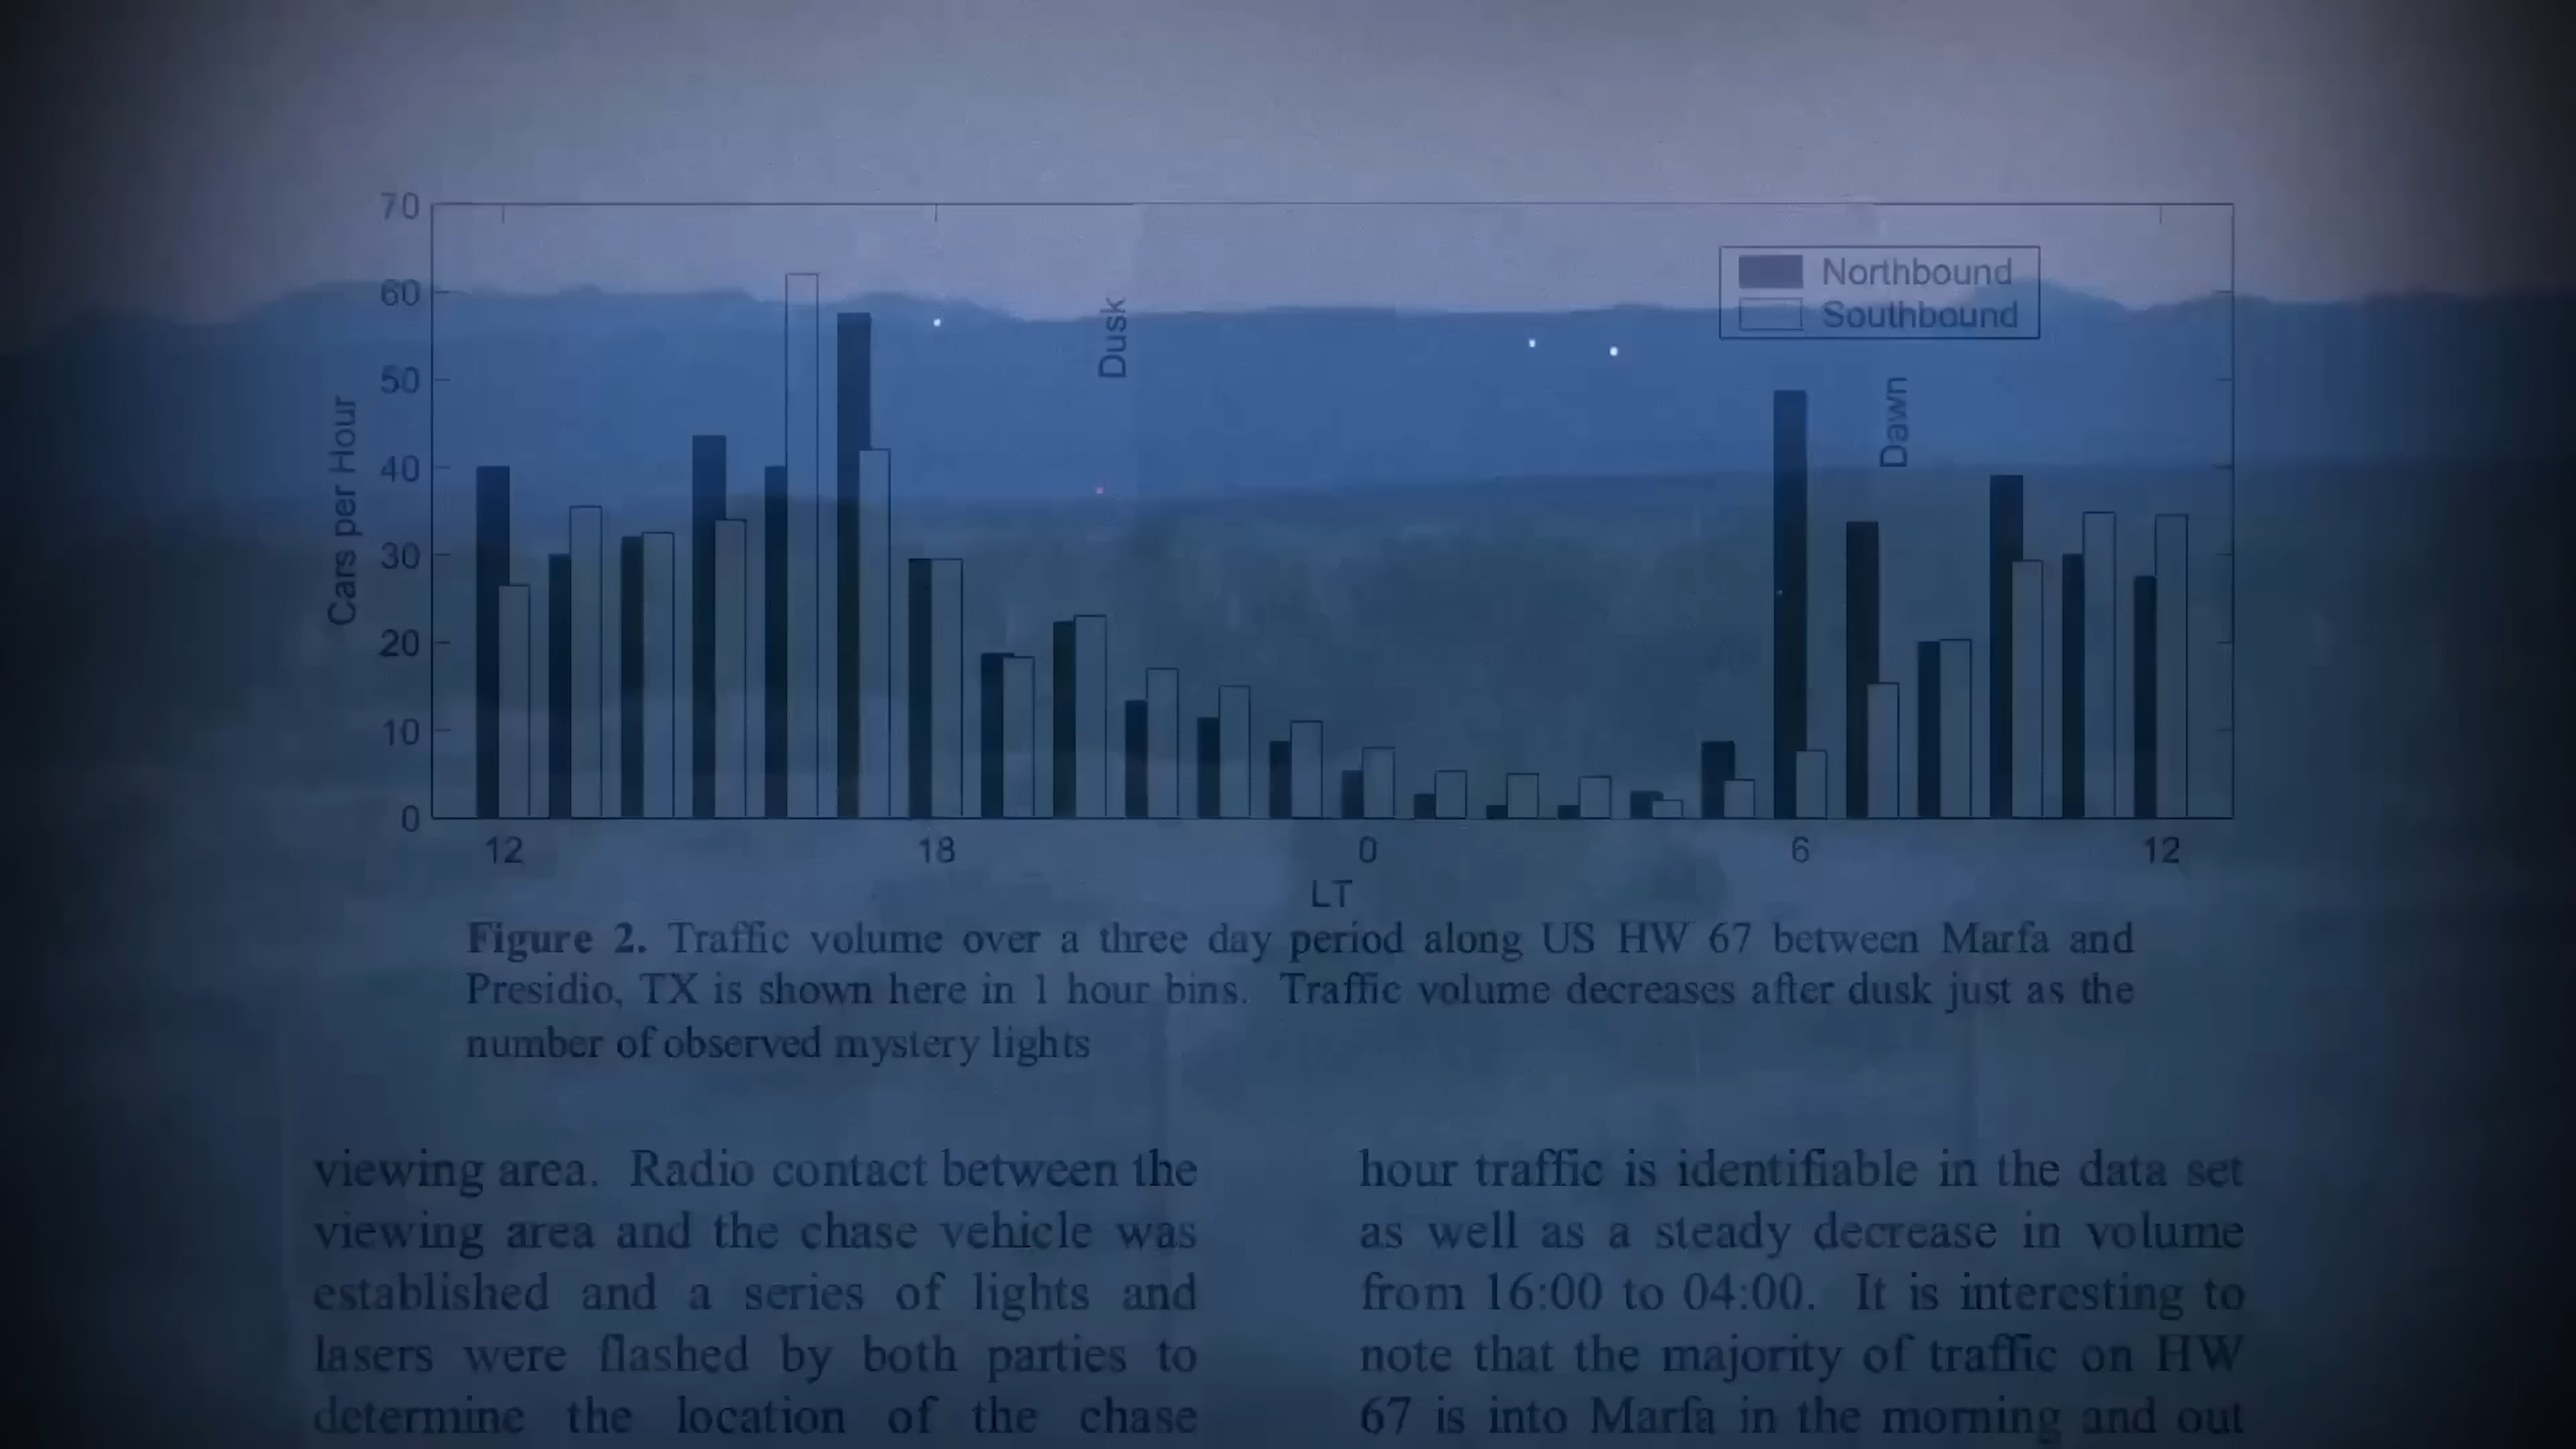 70
60
50
40
30
20
10
0
Cars per Hour
Dusk
Dawn
Northbound
Southbound
12 18 0 6 12
LT
Figure 2. Traffic volume over a three day period along US HW 67 between Marfa and
Presidio, TX is shown here in 1 hour bins. Traffic volume decreases after dusk just as the
number of observed mystery lights
viewing area. Radio contact between the
viewing area and the chase vehicle was
established and a series of lights and
lasers were flashed by both parties to
determine the location of the chase
hour traffic is identifiable in the data set
as well as a steady decrease in volume
from 16:00 to 04:00. It is interesting to
note that the majority of traffic on HW
67 is into Marfa in the morning and out